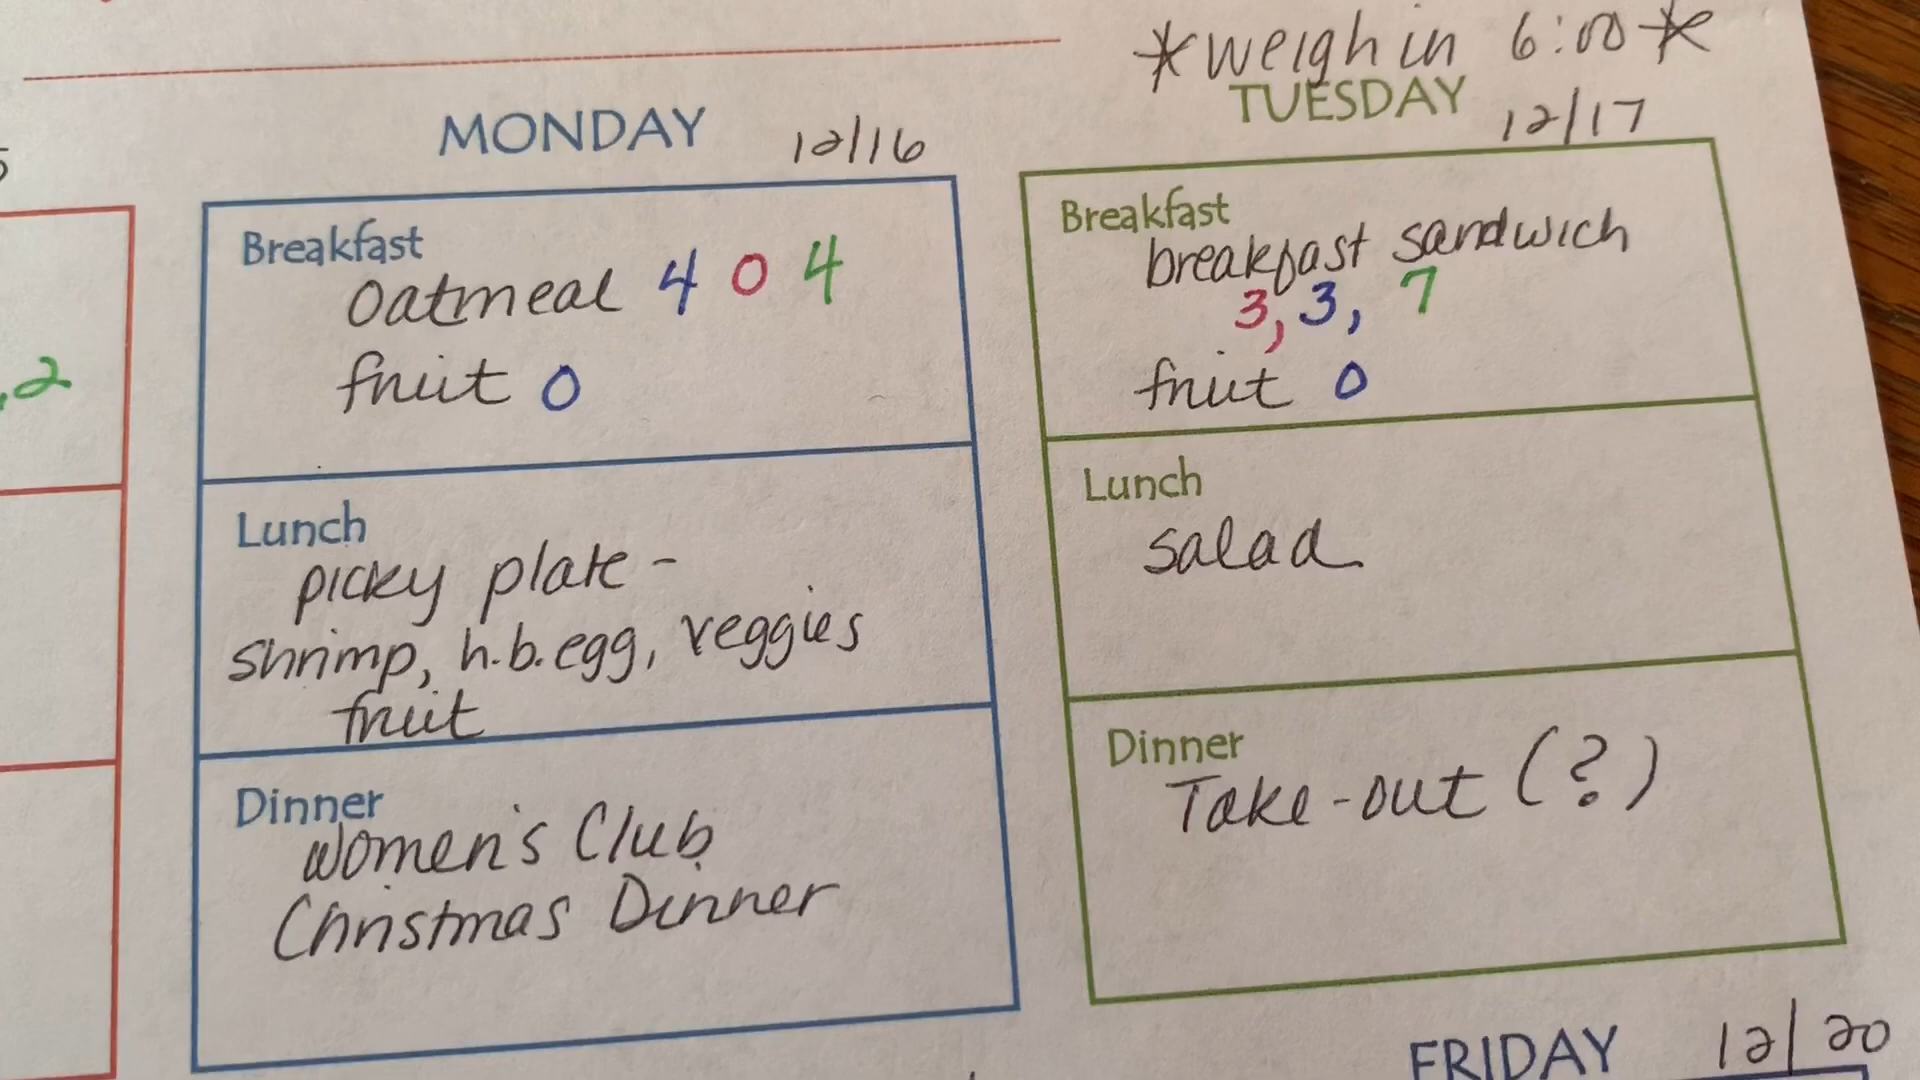 *weigh in 6:00*
MONDAY 12/16
Breakfast
Oatmeal 4 0 4
fruit 0
Lunch
picky plate -
shrimp, h.b.egg, veggies
fruit
Dinner
Women's Club
Christmas Dinner
TUESDAY 12/17
Breakfast
breakfast sandwich
3, 3, 7
fruit 0
Lunch
salad
Dinner
Take-out (?)
FRIDAY 12/20
,2